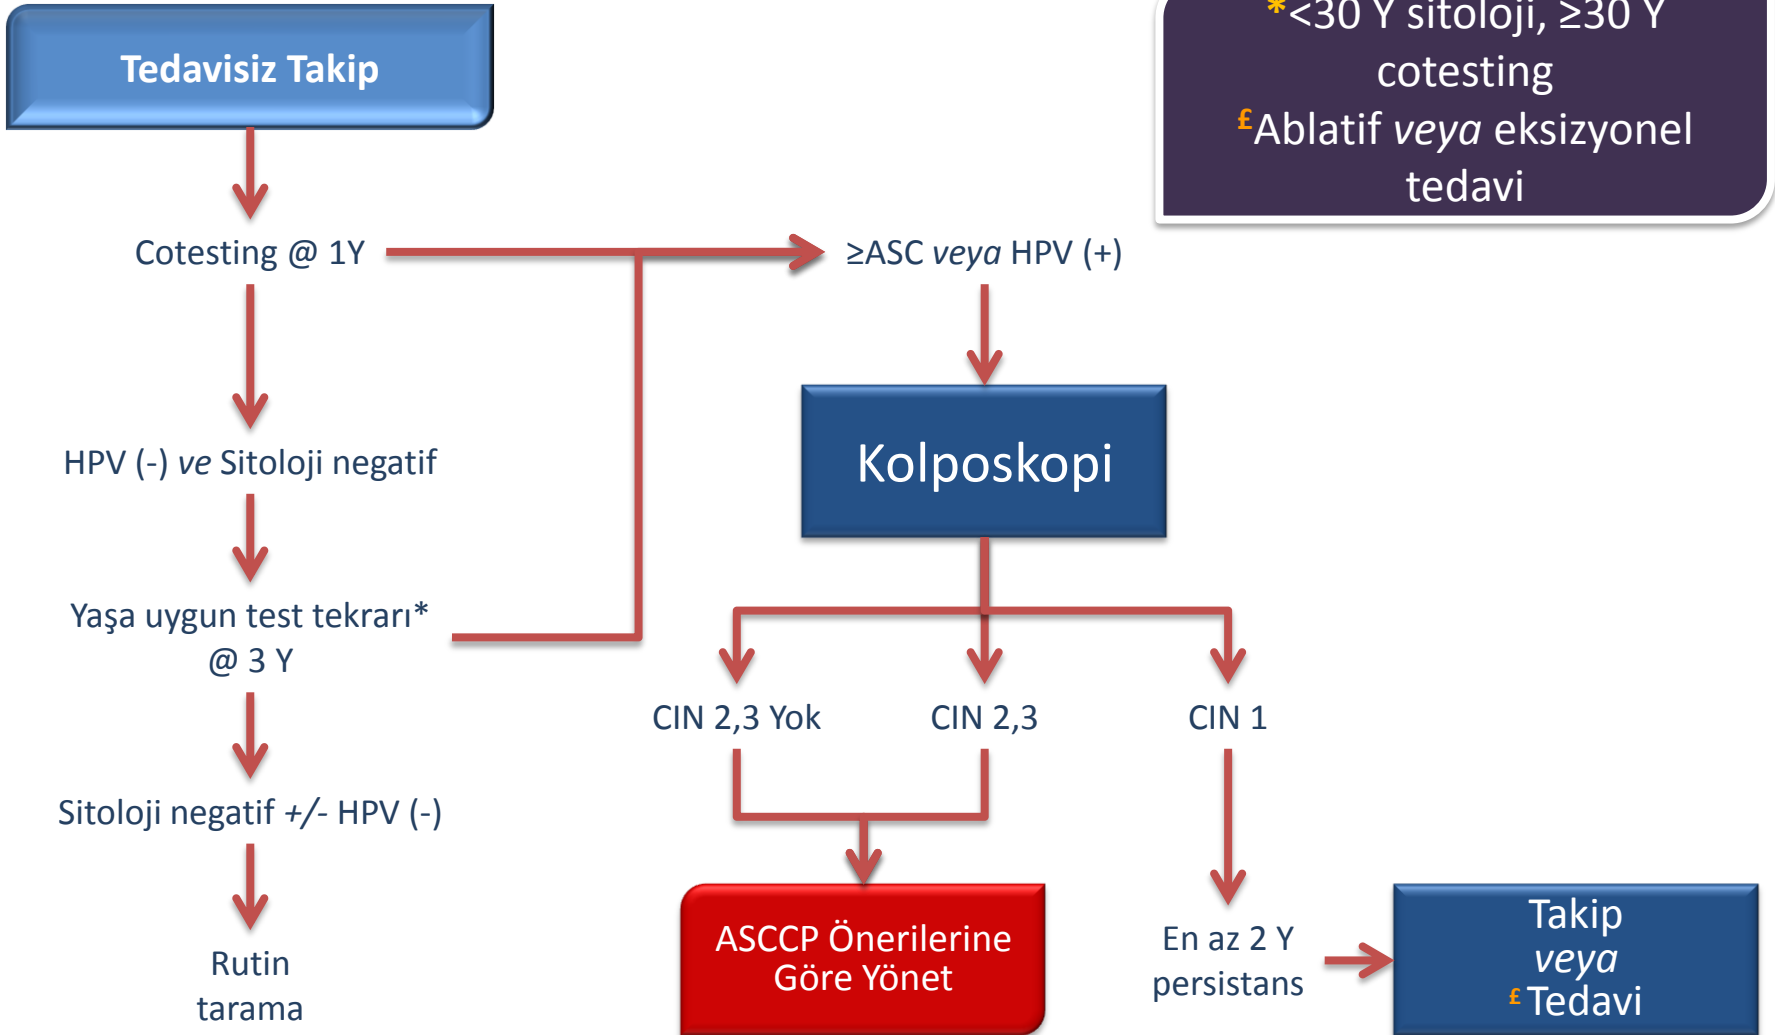 Tedavisiz Takip
*<30 Y sitoloji, ≥30 Y
cotesting
£Ablatif veya eksizyonel
tedavi
Cotesting @ 1Y
≥ASC veya HPV (+)
HPV (-) ve Sitoloji negatif
Kolposkopi
Yaşa uygun test tekrarı*
@ 3 Y
CIN 2,3 Yok
CIN 2,3
CIN 1
Sitoloji negatif +/- HPV (-)
Rutin
tarama
ASCCP Önerilerine
Göre Yönet
En az 2 Y
persistans
Takip
veya
£ Tedavi